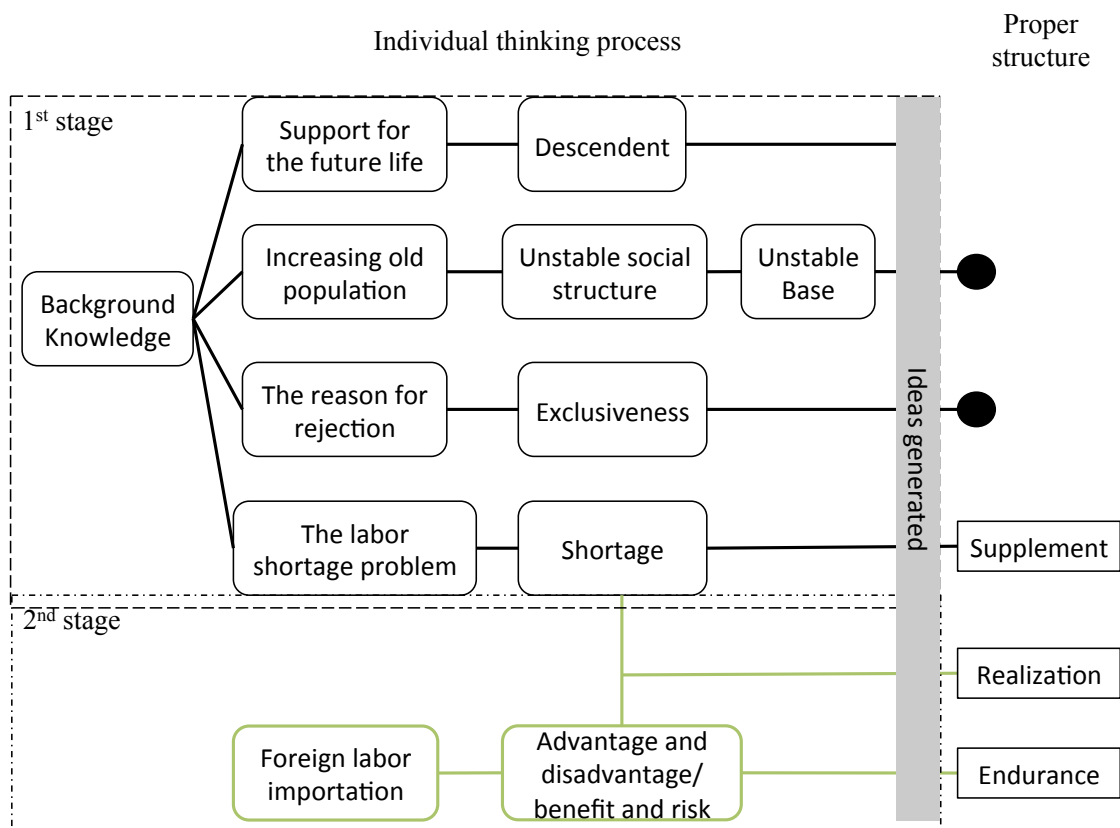 Individual thinking process
Proper
structure
1st stage
Support for
the future life
Descendent
Increasing old
population
Unstable social
structure
Unstable
Base
Background
Knowledge
The reason for
rejection
Exclusiveness
Ideas generated
The labor
shortage problem
Shortage
Supplement
2nd stage
Realization
Foreign labor
importation
Advantage and
disadvantage/
benefit and risk
Endurance